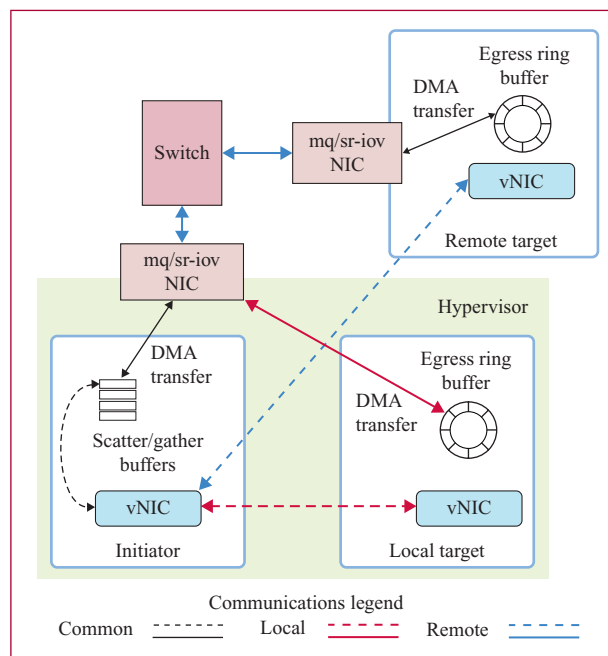 Egress ring
buffer
DMA
transfer
mq/sr-iov
NIC
Switch
vNIC
Remote target
mq/sr-iov
NIC
Hypervisor
DMA
transfer
Egress ring
buffer
DMA
transfer
Scatter/gather
buffers
vNIC
vNIC
Initiator
Local target
Communications legend
Common
Local
Remote